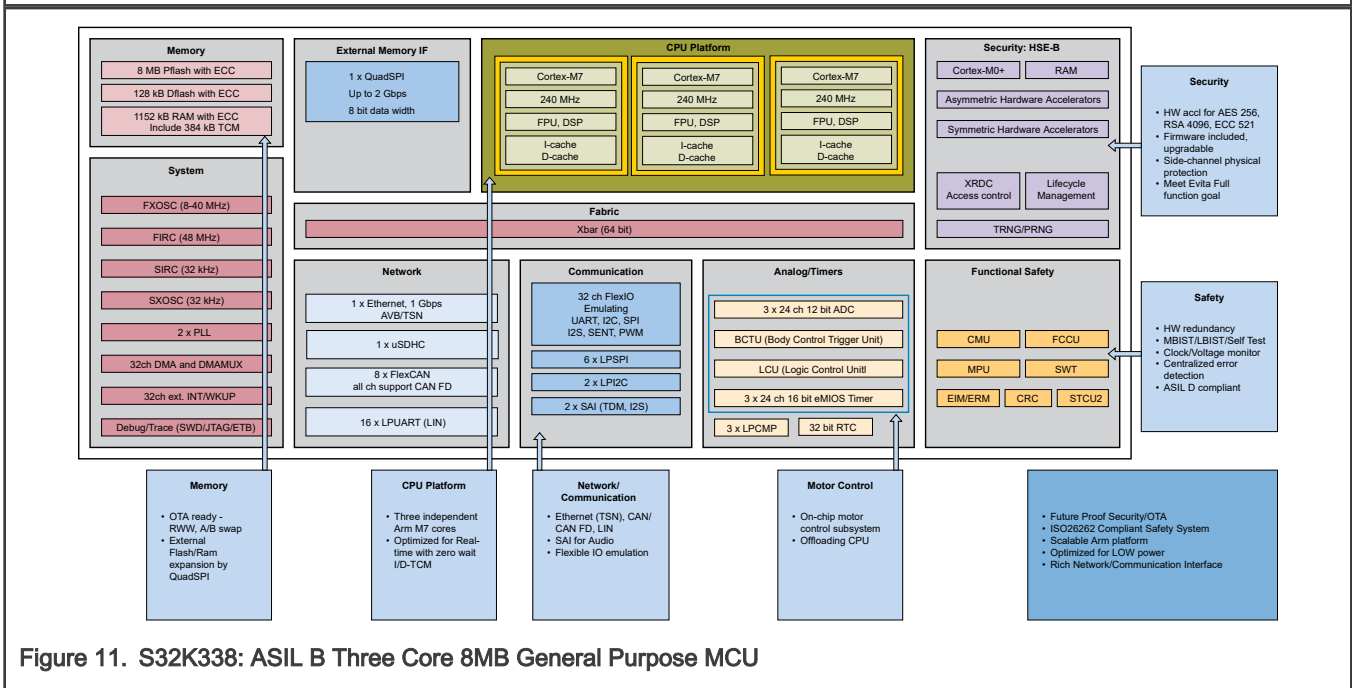 Memory
8 MB Pflash with ECC
128 kB Dflash with ECC
1152 kB RAM with ECC
Include 384 kB TCM
System
FXOSC (8-40 MHz)
FIRC (48 MHz)
SIRC (32 kHz)
SXOSC (32 kHz)
2 x PLL
32ch DMA and DMAMUX
32ch ext. INT/WKUP
Debug/Trace (SWD/JTAG/ETB)
External Memory IF
1 x QuadSPI
Up to 2 Gbps
8 bit data width
CPU Platform
Cortex-M7
240 MHz
FPU, DSP
I-cache
D-cache
Cortex-M7
240 MHz
FPU, DSP
I-cache
D-cache
Cortex-M7
240 MHz
FPU, DSP
I-cache
D-cache
Security: HSE-B
Cortex-M0+
RAM
Asymmetric Hardware Accelerators
Symmetric Hardware Accelerators
XRDC
Access control
Lifecycle
Management
TRNG/PRNG
Fabric
Xbar (64 bit)
Network
1 x Ethernet, 1 Gbps
AVB/TSN
1 x uSDHC
8 x FlexCAN
all ch support CAN FD
16 x LPUART (LIN)
Communication
32 ch FlexIO
Emulating
UART, I2C, SPI
I2S, SENT, PWM
6 x LPSPI
2 x LPI2C
2 x SAI (TDM, I2S)
Analog/Timers
3 x 24 ch 12 bit ADC
BCTU (Body Control Trigger Unit)
LCU (Logic Control Unitl
3 x 24 ch 16 bit eMIOS Timer
3 x LPCMP
32 bit RTC
Functional Safety
CMU
FCCU
MPU
SWT
EIM/ERM
CRC
STCU2
Security
• HW accl for AES 256,
RSA 4096, ECC 521
• Firmware included,
upgradable
• Side-channel physical
protection
• Meet Evita Full
function goal
Safety
• HW redundancy
• MBIST/LBIST/Self Test
• Clock/Voltage monitor
• Centralized error
detection
• ASIL D compliant
Memory
• OTA ready -
RWW, A/B swap
• External
Flash/Ram
expansion by
QuadSPI
CPU Platform
• Three independent
Arm M7 cores
• Optimized for Real-
time with zero wait
I/D-TCM
Network/
Communication
• Ethernet (TSN), CAN/
CAN FD, LIN
• SAI for Audio
• Flexible IO emulation
Motor Control
• On-chip motor
control subsystem
• Offloading CPU
• Future Proof Security/OTA
• ISO26262 Compliant Safety System
• Scalable Arm platform
• Optimized for LOW power
• Rich Network/Communication Interface
Figure 11. S32K338: ASIL B Three Core 8MB General Purpose MCU